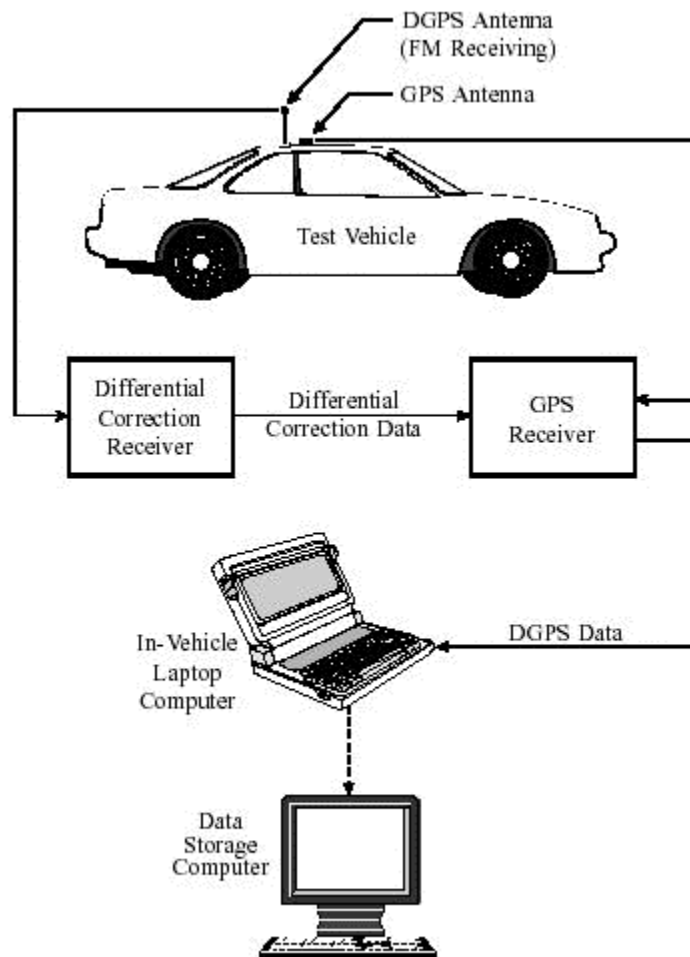 DGPS Antenna
(FM Receiving)
GPS Antenna
Test Vehicle
Differential
Correction
Receiver
Differential
Correction Data
GPS
Receiver
In-Vehicle
Laptop
Computer
DGPS Data
Data
Storage
Computer